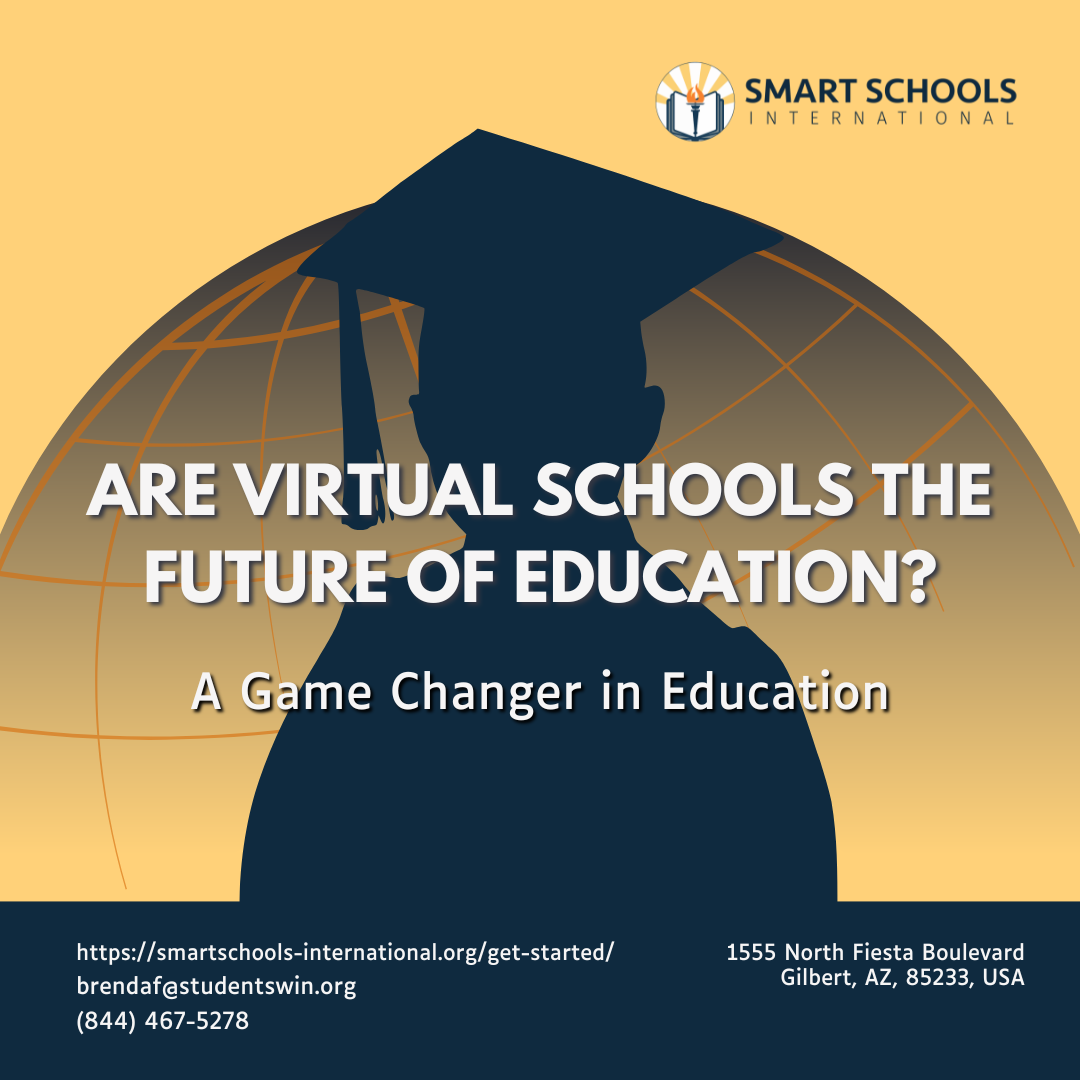 SMART SCHOOLS
INTERNATIONAL
ARE VIRTUAL SCHOOLS THE
FUTURE OF EDUCATION?
A Game Changer in Education
https://smartschools-international.org/get-started/
brendaf@studentswin.org
(844) 467-5278
1555 North Fiesta Boulevard
Gilbert, AZ, 85233, USA